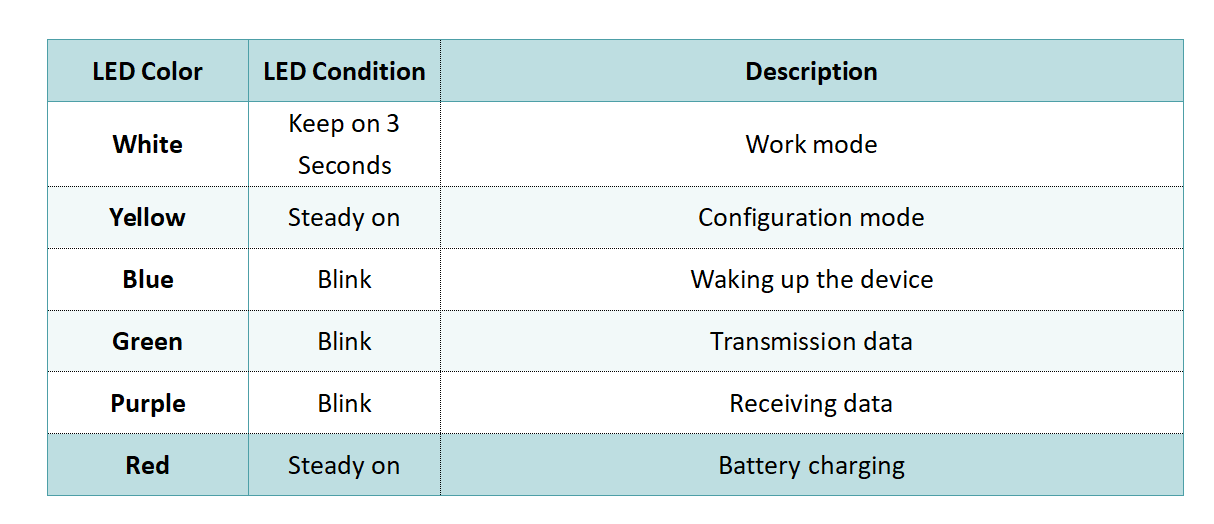 LED Color LED Condition Description
White Keep on 3 Seconds Work mode
Yellow Steady on Configuration mode
Blue Blink Waking up the device
Green Blink Transmission data
Purple Blink Receiving data
Red Steady on Battery charging